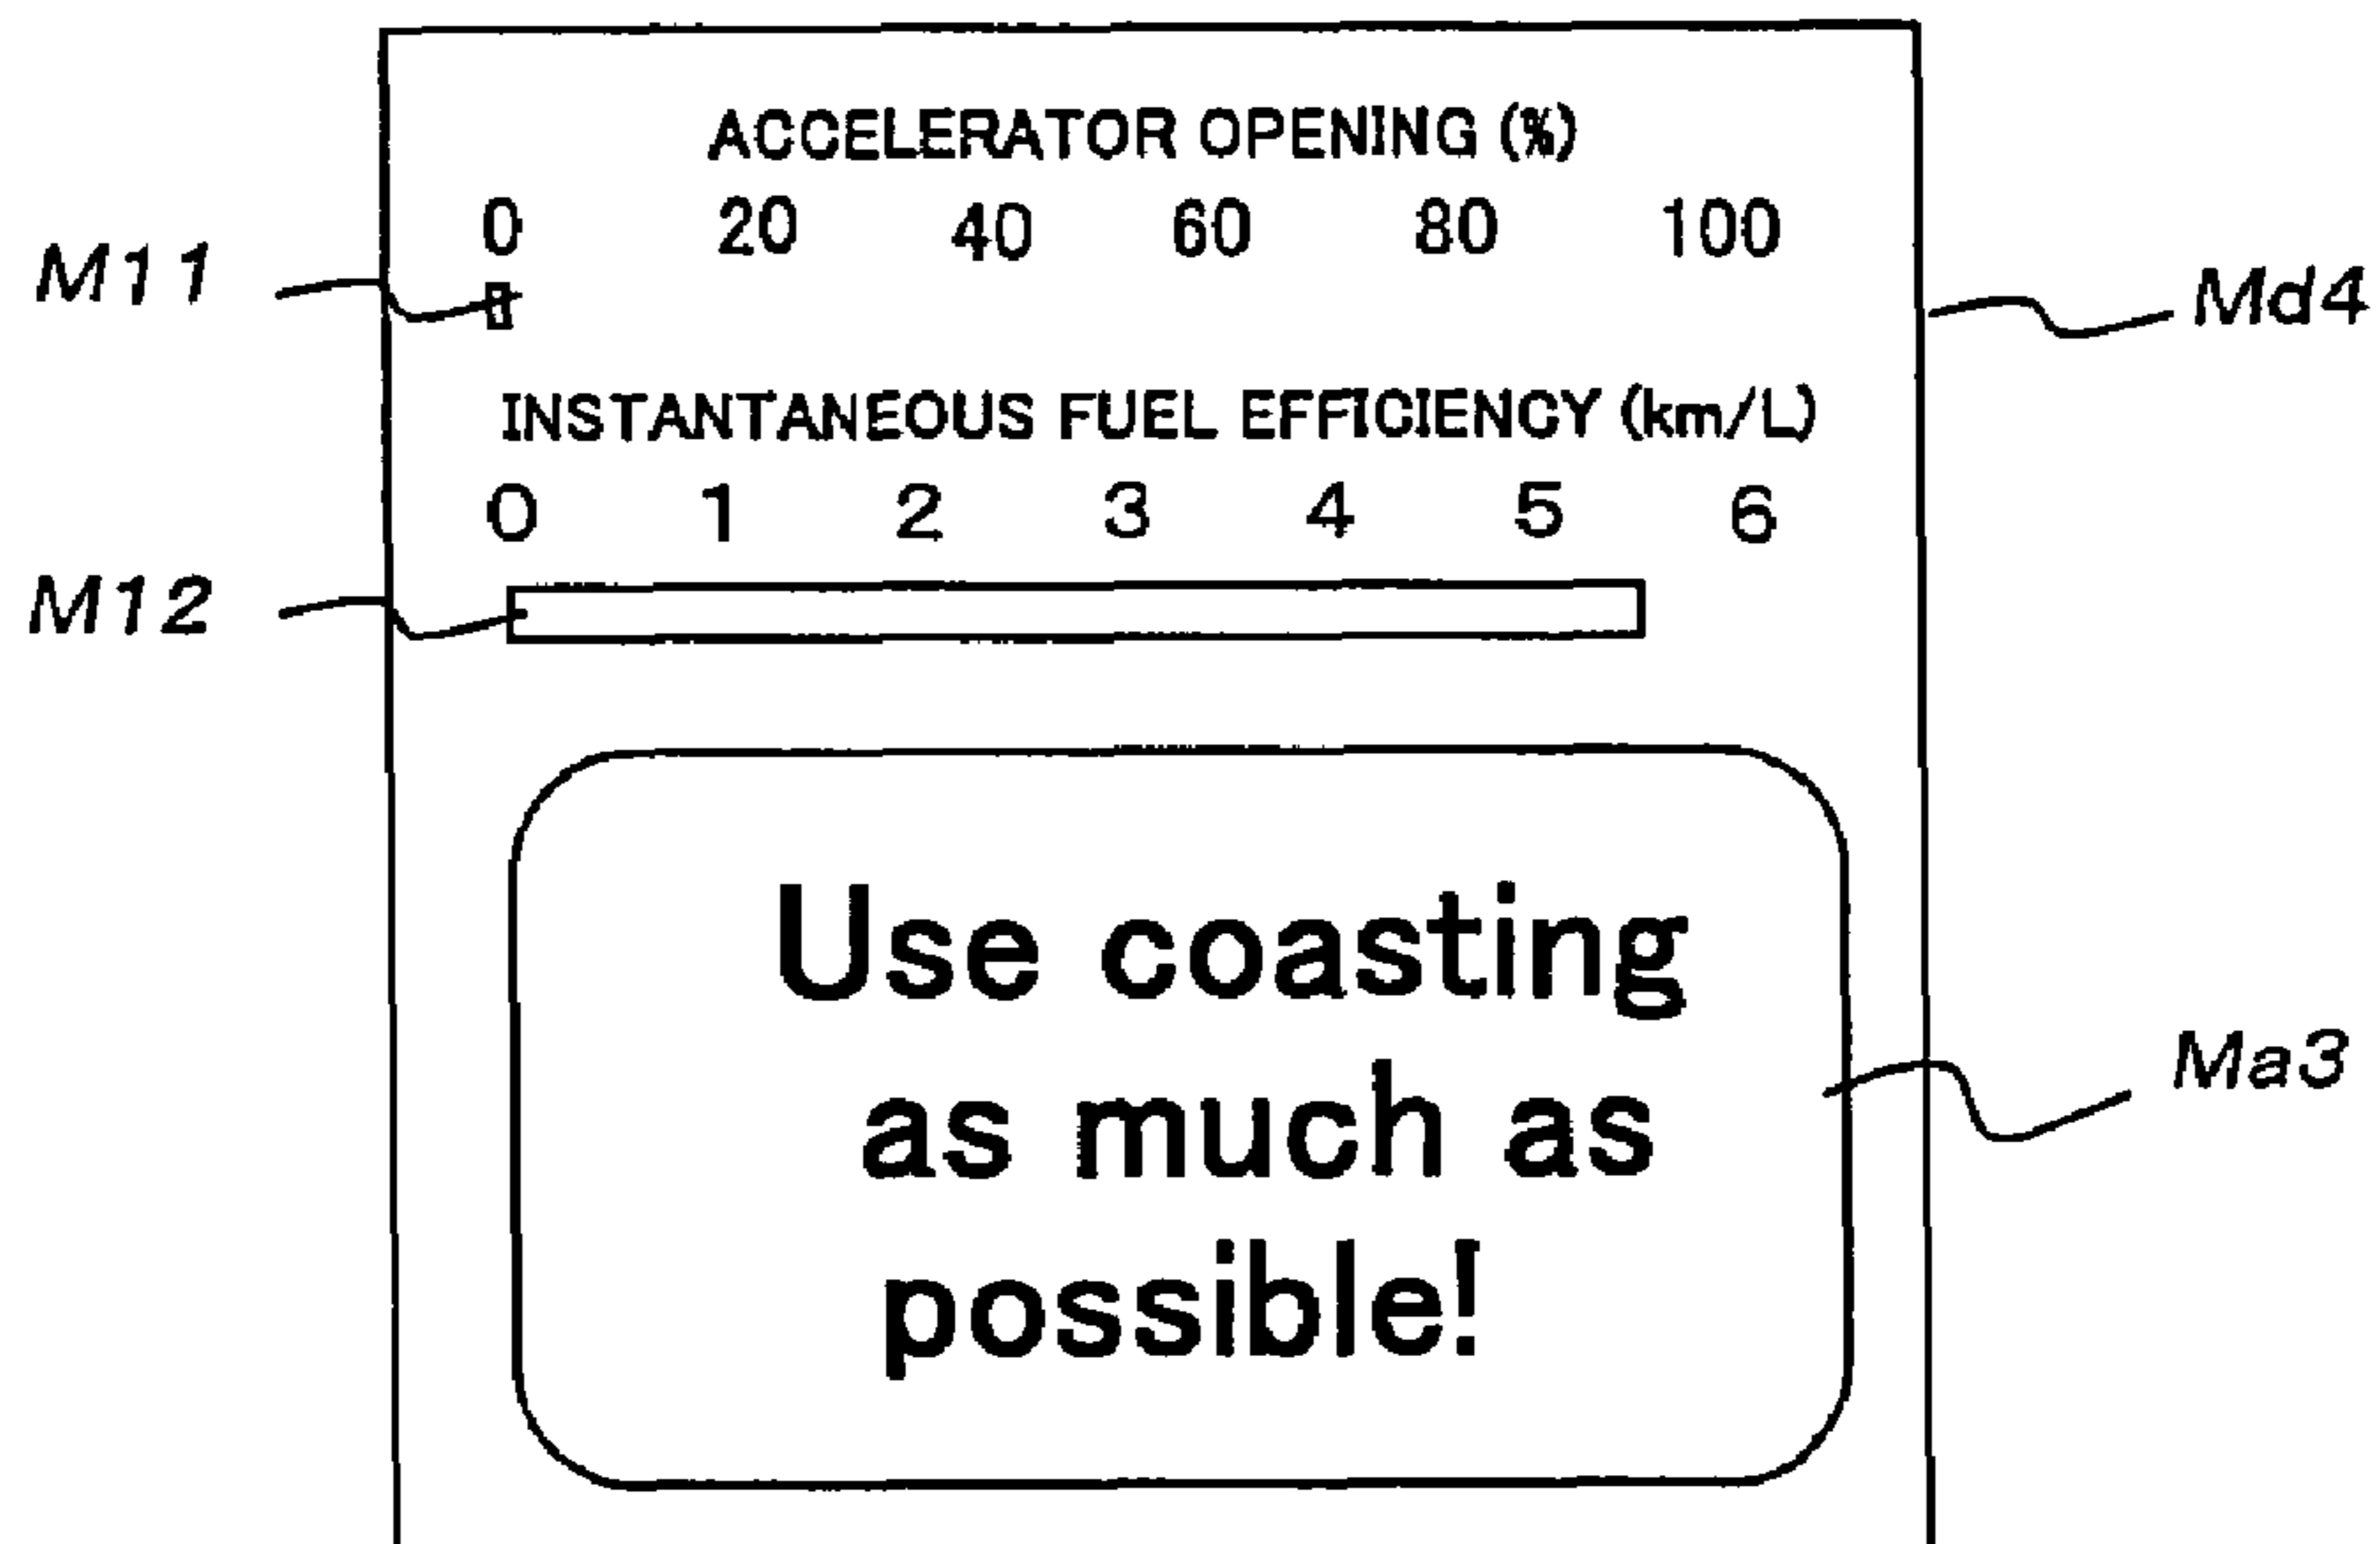 ACCELERATOR OPENING (%)
0 20 40 60 80 100
M11
Md4
INSTANTANEOUS FUEL EFFICIENCY (km/L)
0 1 2 3 4 5 6
M12
Use coasting
as much as
possible!
Ma3